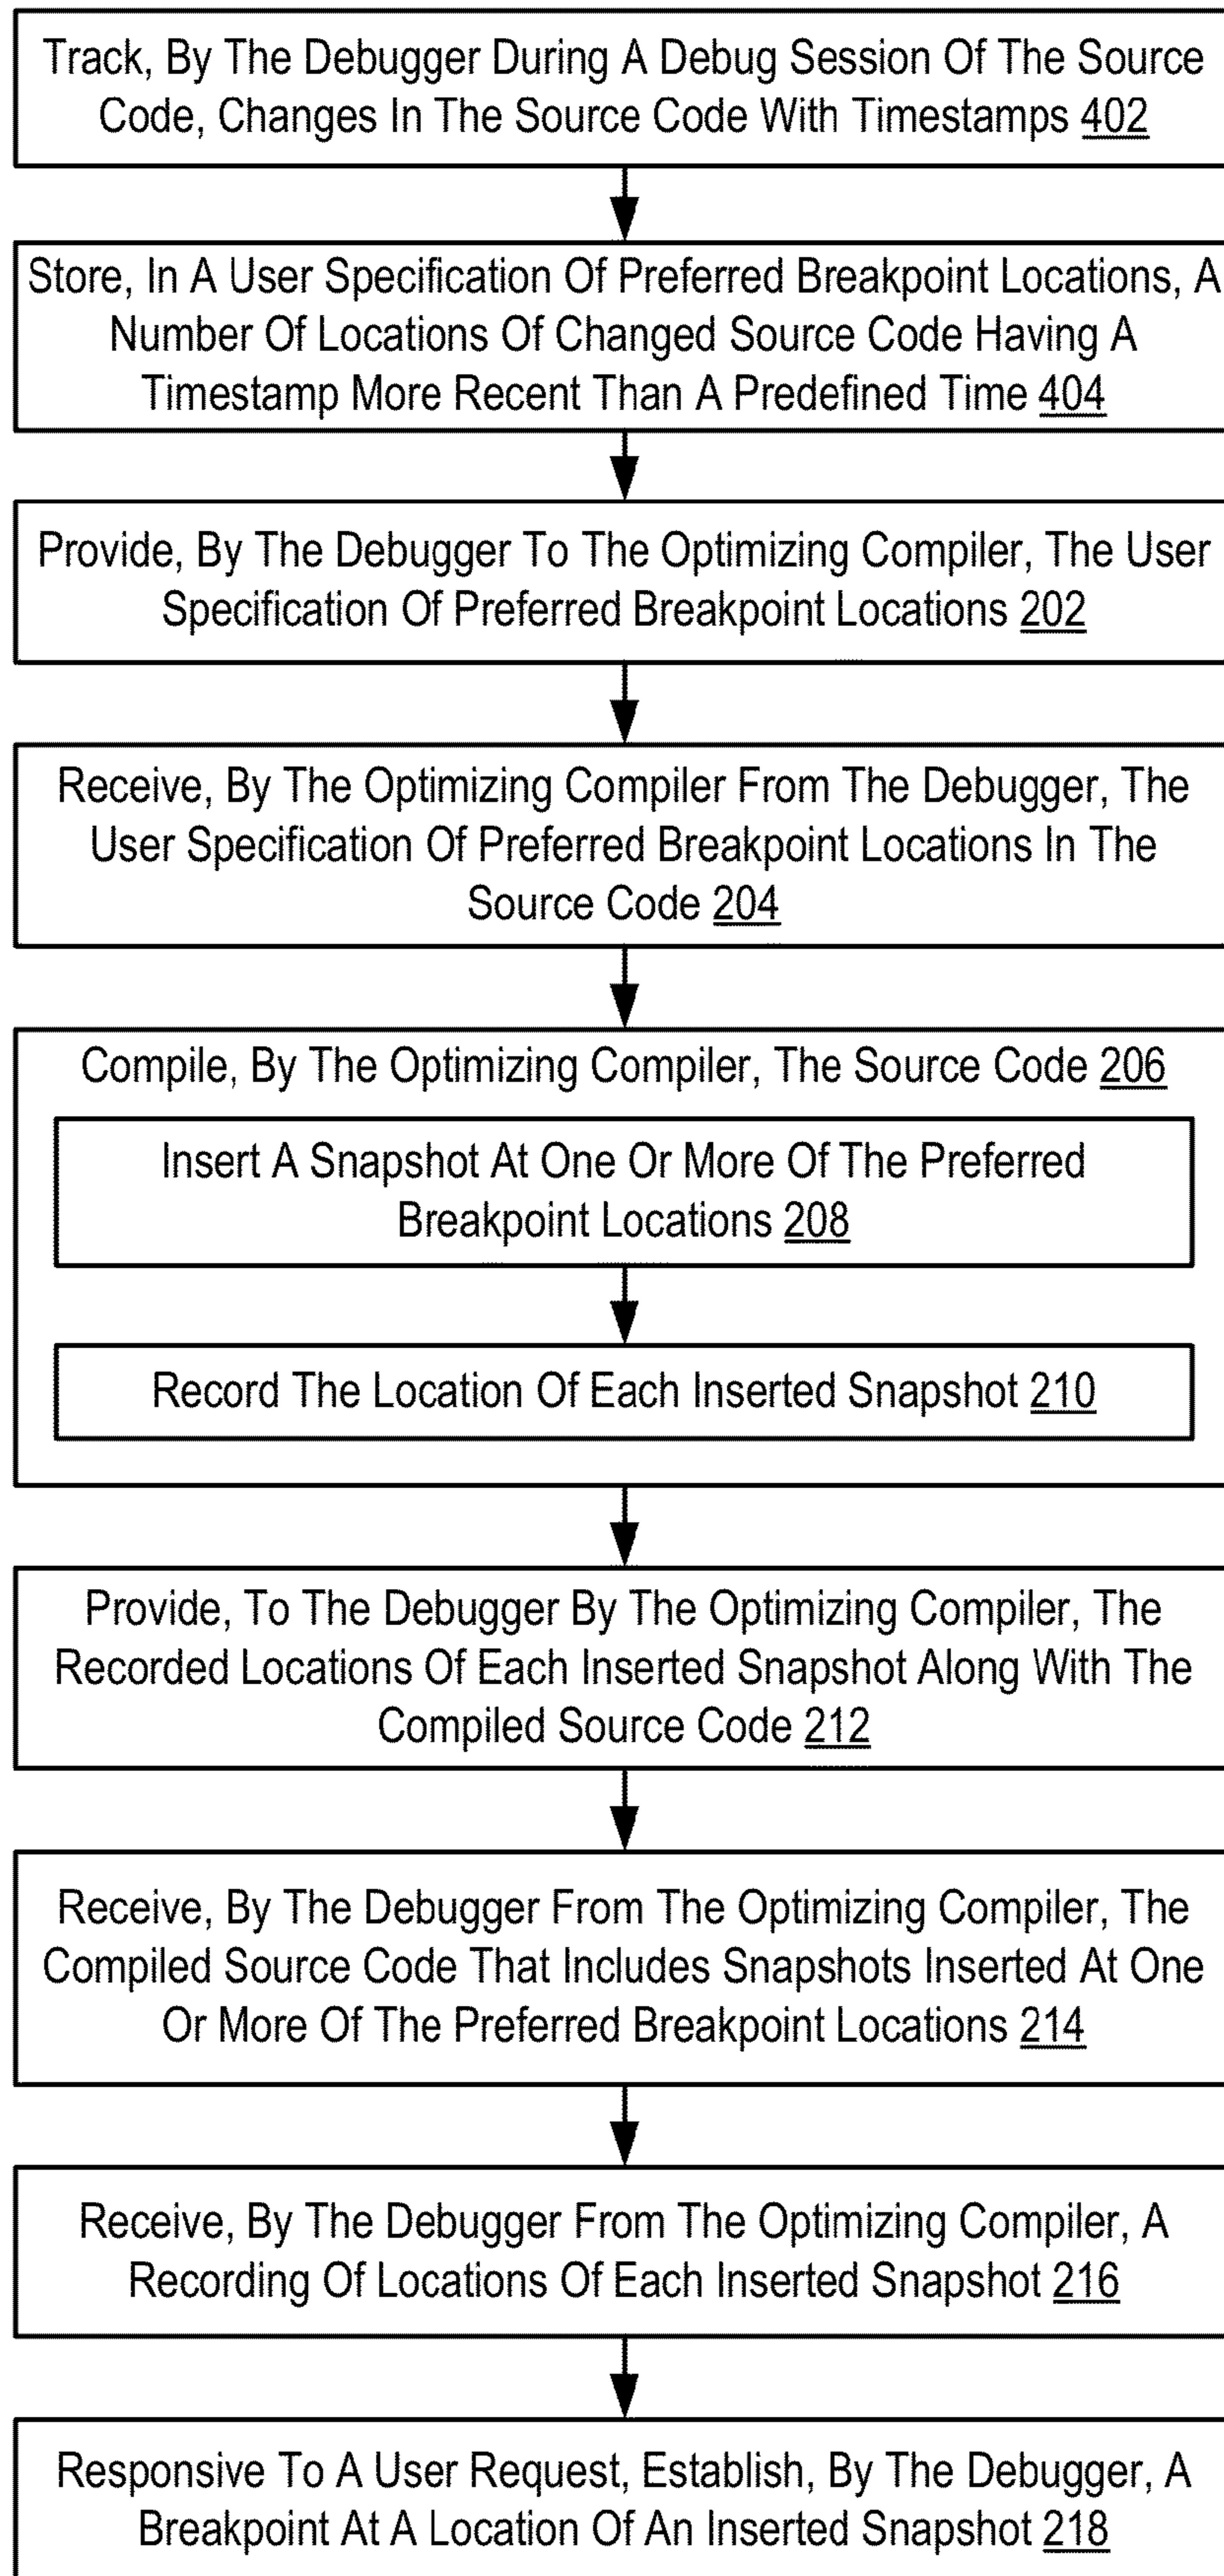 Track, By The Debugger During A Debug Session Of The Source
Code, Changes In The Source Code With Timestamps 402
Store, In A User Specification Of Preferred Breakpoint Locations, A
Number Of Locations Of Changed Source Code Having A
Timestamp More Recent Than A Predefined Time 404
Provide, By The Debugger To The Optimizing Compiler, The User
Specification Of Preferred Breakpoint Locations 202
Receive, By The Optimizing Compiler From The Debugger, The
User Specification Of Preferred Breakpoint Locations In The
Source Code 204
Compile, By The Optimizing Compiler, The Source Code 206
Insert A Snapshot At One Or More Of The Preferred
Breakpoint Locations 208
Record The Location Of Each Inserted Snapshot 210
Provide, To The Debugger By The Optimizing Compiler, The
Recorded Locations Of Each Inserted Snapshot Along With The
Compiled Source Code 212
Receive, By The Debugger From The Optimizing Compiler, The
Compiled Source Code That Includes Snapshots Inserted At One
Or More Of The Preferred Breakpoint Locations 214
Receive, By The Debugger From The Optimizing Compiler, A
Recording Of Locations Of Each Inserted Snapshot 216
Responsive To A User Request, Establish, By The Debugger, A
Breakpoint At A Location Of An Inserted Snapshot 218